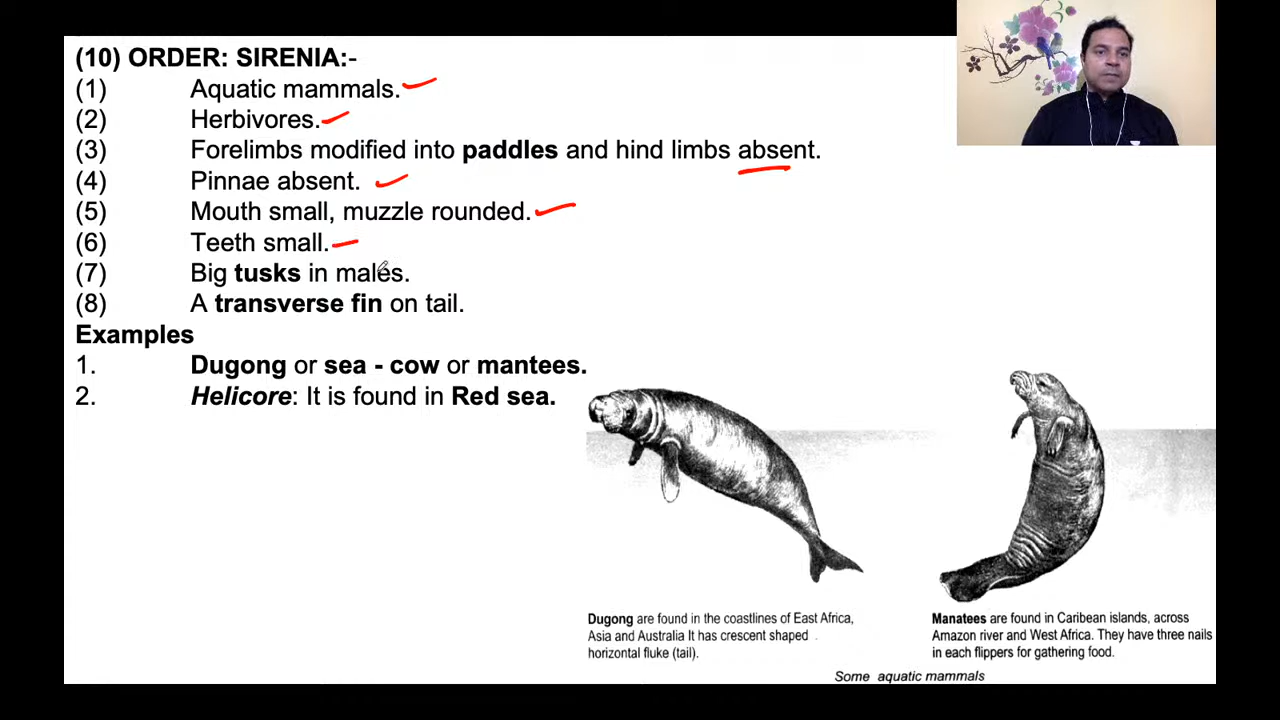 (10) ORDER: SIRENIA:-
(1) Aquatic mammals.
(2) Herbivores.
(3) Forelimbs modified into paddles and hind limbs absent.
(4) Pinnae absent.
(5) Mouth small, muzzle rounded.
(6) Teeth small.
(7) Big tusks in males.
(8) A transverse fin on tail.
Examples
1. Dugong or sea - cow or mantees.
2. Helicore: It is found in Red sea.
Dugong are found in the coastlines of East Africa,
Asia and Australia It has crescent shaped
horizontal fluke (tail).
Manatees are found in Caribean islands, across
Amazon river and West Africa. They have three nails
in each flippers for gathering food.
Some aquatic mammals